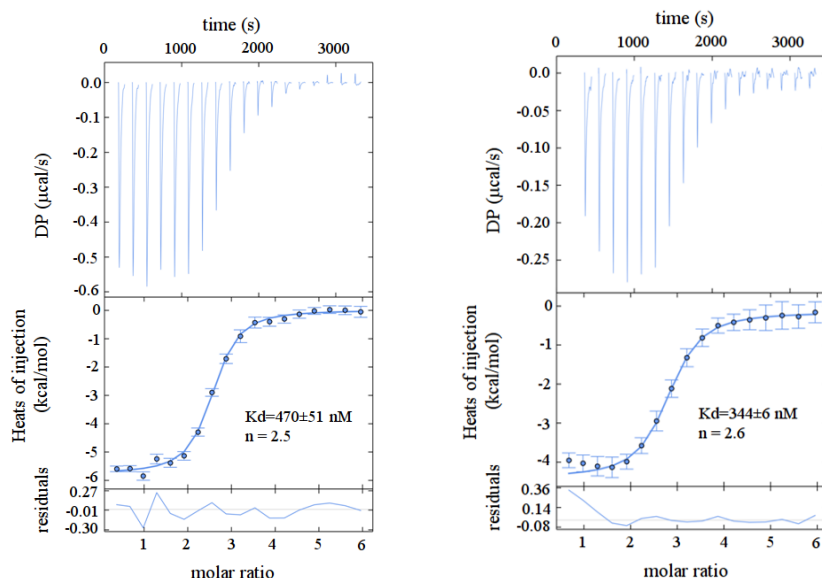 time (s)
0 1000 2000 3000
0.0
-0.1
-0.2
-0.3
-0.4
-0.5
-0.6
DP (μcal/s)
0
-1
-2
-3
-4
-5
-6
Heats of injection
(kcal/mol)
Kd=470±51 nM
n = 2.5
0.27
-0.01
-0.30
residuals
1 2 3 4 5 6
molar ratio
time (s)
0 1000 2000 3000
0.0
-0.05
-0.10
-0.15
-0.20
-0.25
DP (μcal/s)
0
-1
-2
-3
-4
Heats of injection
(kcal/mol)
Kd=344±6 nM
n = 2.6
0.36
0.14
-0.08
residuals
1 2 3 4 5 6
molar ratio